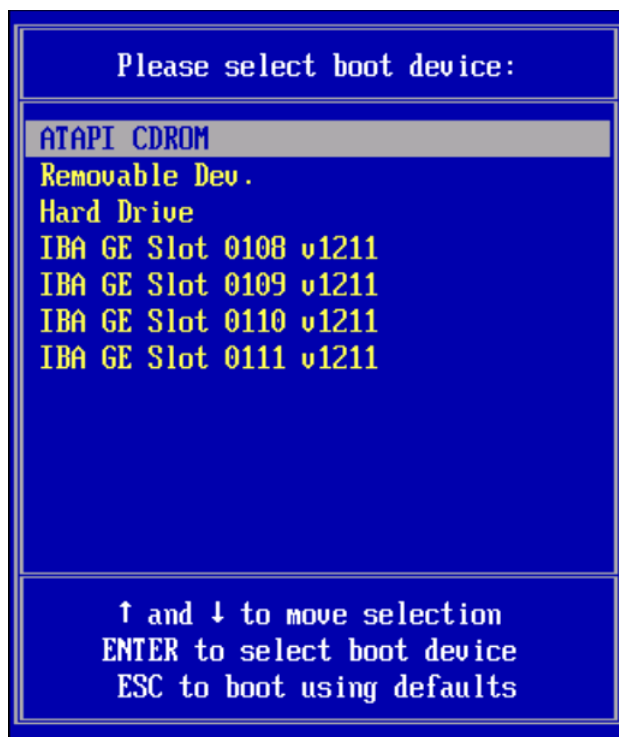 Please select boot device:
ATAPI CDROM
Removable Dev.
Hard Drive
IBA GE Slot 0108 v1211
IBA GE Slot 0109 v1211
IBA GE Slot 0110 v1211
IBA GE Slot 0111 v1211
↑ and ↓ to move selection
ENTER to select boot device
ESC to boot using defaults